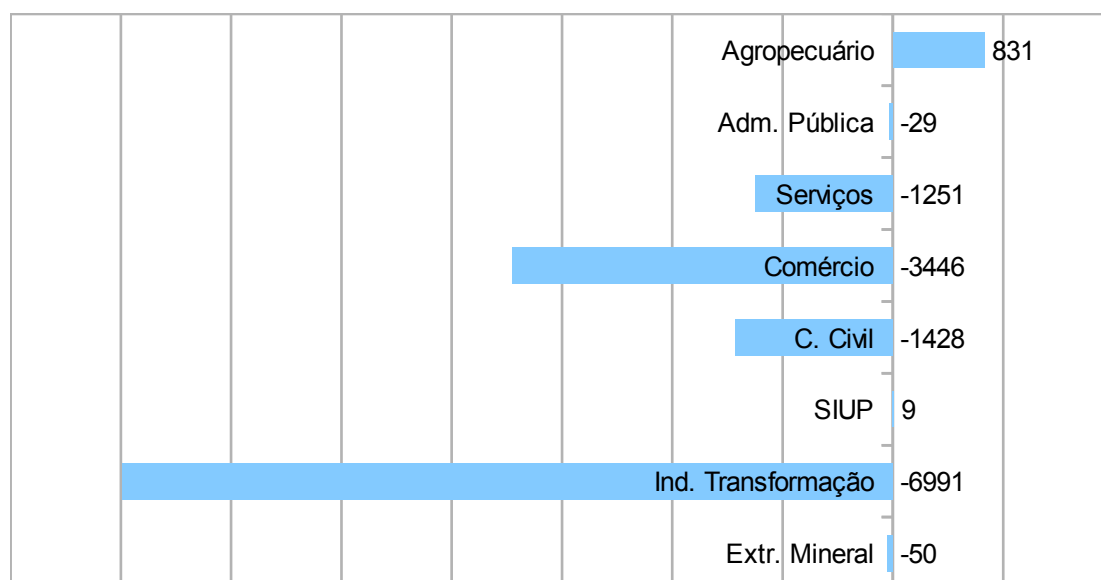 Agropecuário 831
Adm. Pública -29
Serviços -1251
Comércio -3446
C. Civil -1428
SIUP 9
Ind. Transformação -6991
Extr. Mineral -50